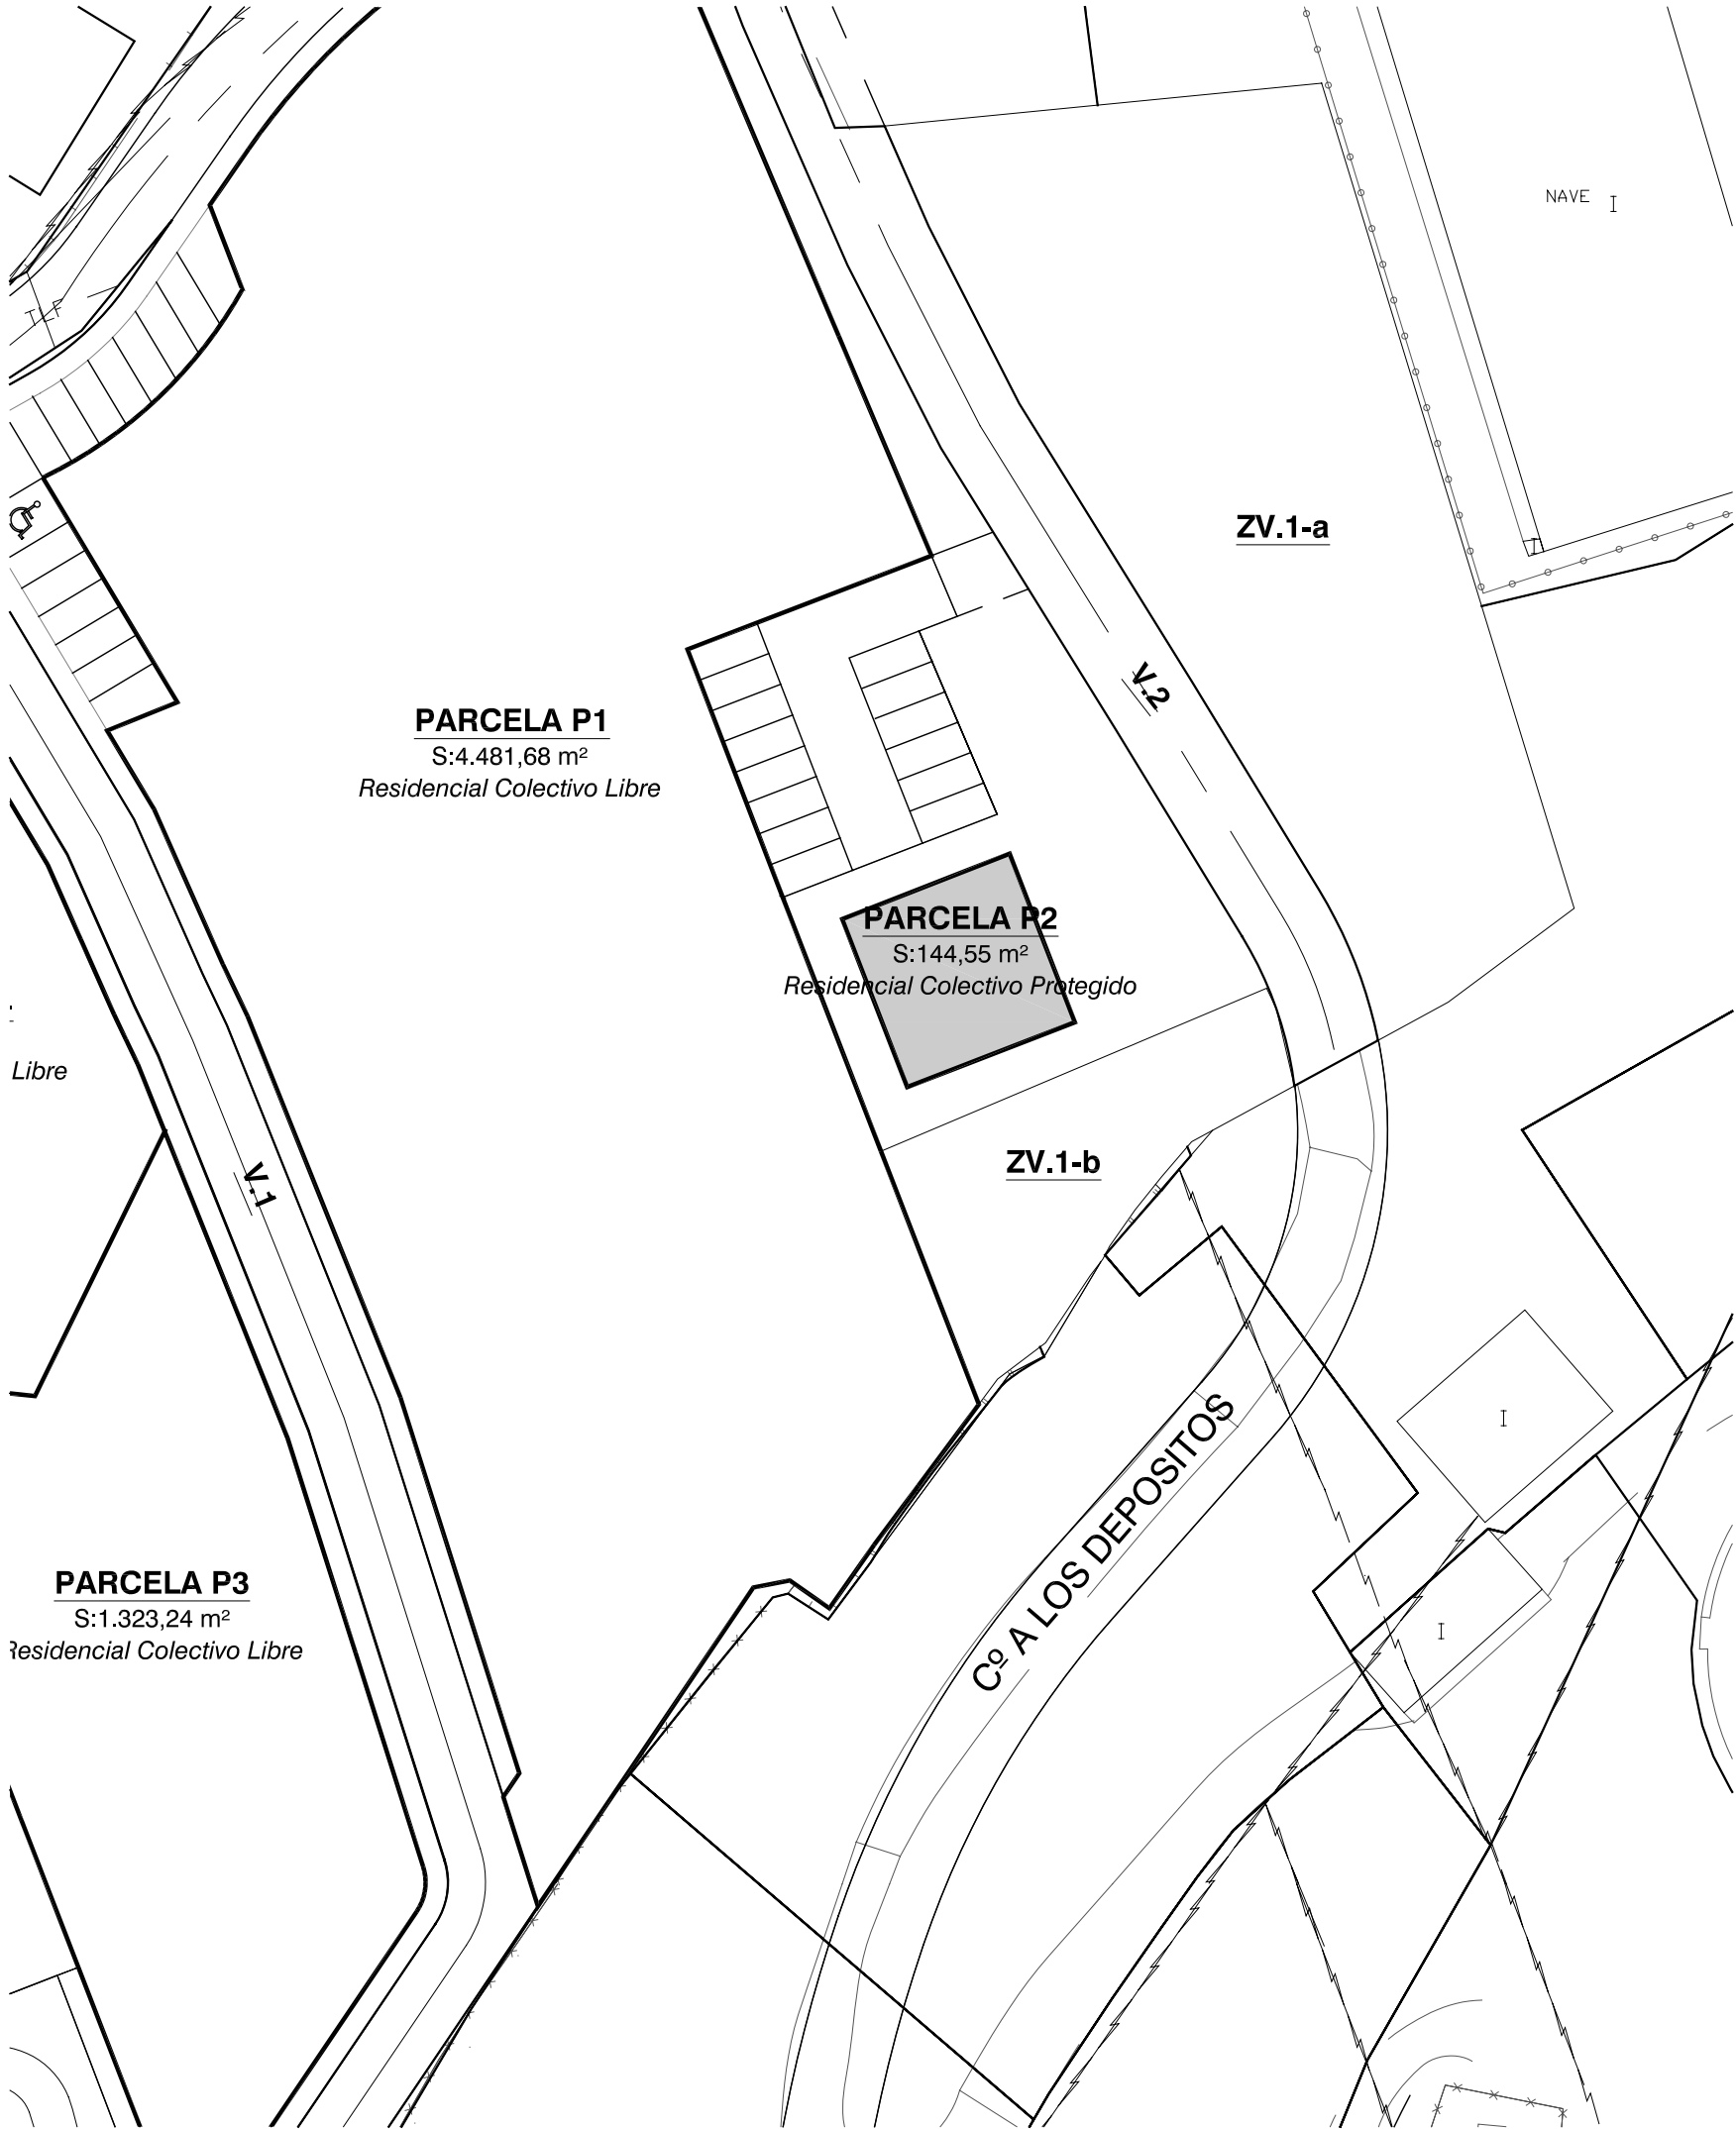 NAVE I
TLF
ZV.1-a
I
V.2
PARCELA P1
S:4.481,68 m²
Residencial Colectivo Libre
PARCELA P2
S:144,55 m²
Residencial Colectivo Protegido
Libre
ZV.1-b
V.1
I
Cº A LOS DEPOSITOS
PARCELA P3
S:1.323,24 m²
Residencial Colectivo Libre
I